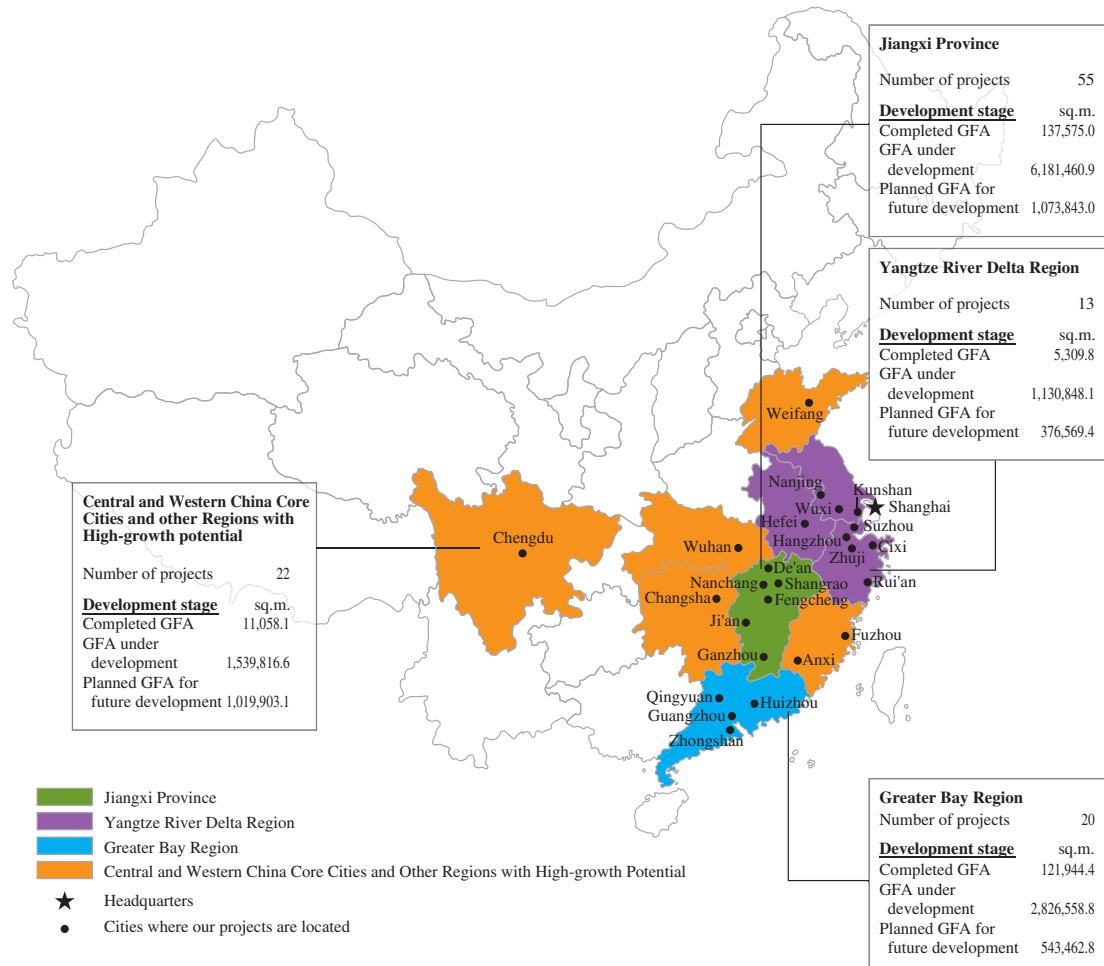 Jiangxi Province
Number of projects 55
Development stage sq.m.
Completed GFA 137,575.0
GFA under
development 6,181,460.9
Planned GFA for
future development 1,073,843.0
Yangtze River Delta Region
Number of projects 13
Development stage sq.m.
Completed GFA 5,309.8
GFA under
development 1,130,848.1
Planned GFA for
future development 376,569.4
Central and Western China Core
Cities and other Regions with
High-growth potential
Number of projects 22
Development stage sq.m.
Completed GFA 11,058.1
GFA under
development 1,539,816.6
Planned GFA for
future development 1,019,903.1
Weifang
Nanjing
Kunshan
Wuxi
Shanghai
Hefei
Suzhou
Hangzhou
Cixi
Zhuji
Chengdu
Wuhan
De'an
Nanchang
Shangrao
Rui'an
Changsha
Fengcheng
Ji'an
Fuzhou
Ganzhou
Anxi
Qingyuan
Huizhou
Guangzhou
Zhongshan
Greater Bay Region
Number of projects 20
Development stage sq.m.
Completed GFA 121,944.4
GFA under
development 2,826,558.8
Planned GFA for
future development 543,462.8
Jiangxi Province
Yangtze River Delta Region
Greater Bay Region
Central and Western China Core Cities and Other Regions with High-growth Potential
Headquarters
Cities where our projects are located